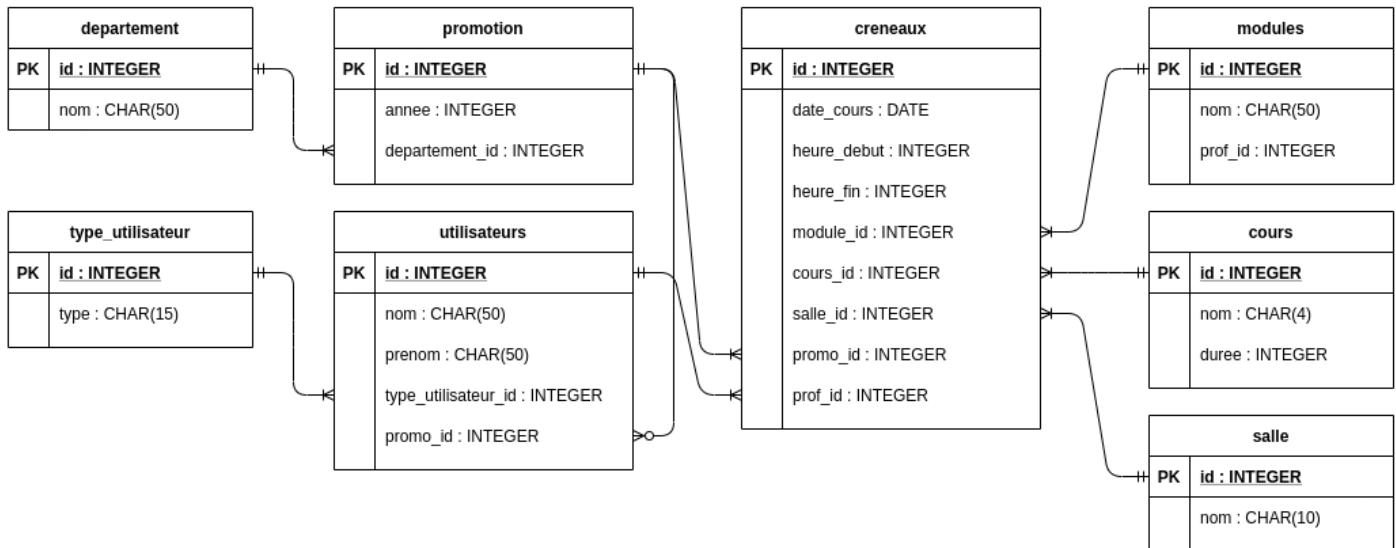 departement
PK id : INTEGER
nom : CHAR(50)
promotion
PK id : INTEGER
annee : INTEGER
departement_id : INTEGER
creneaux
PK id : INTEGER
date_cours : DATE
heure_debut : INTEGER
heure_fin : INTEGER
module_id : INTEGER
cours_id : INTEGER
salle_id : INTEGER
promo_id : INTEGER
prof_id : INTEGER
modules
PK id : INTEGER
nom : CHAR(50)
prof_id : INTEGER
type_utilisateur
PK id : INTEGER
type : CHAR(15)
utilisateurs
PK id : INTEGER
nom : CHAR(50)
prenom : CHAR(50)
type_utilisateur_id : INTEGER
promo_id : INTEGER
cours
PK id : INTEGER
nom : CHAR(4)
duree : INTEGER
salle
PK id : INTEGER
nom : CHAR(10)